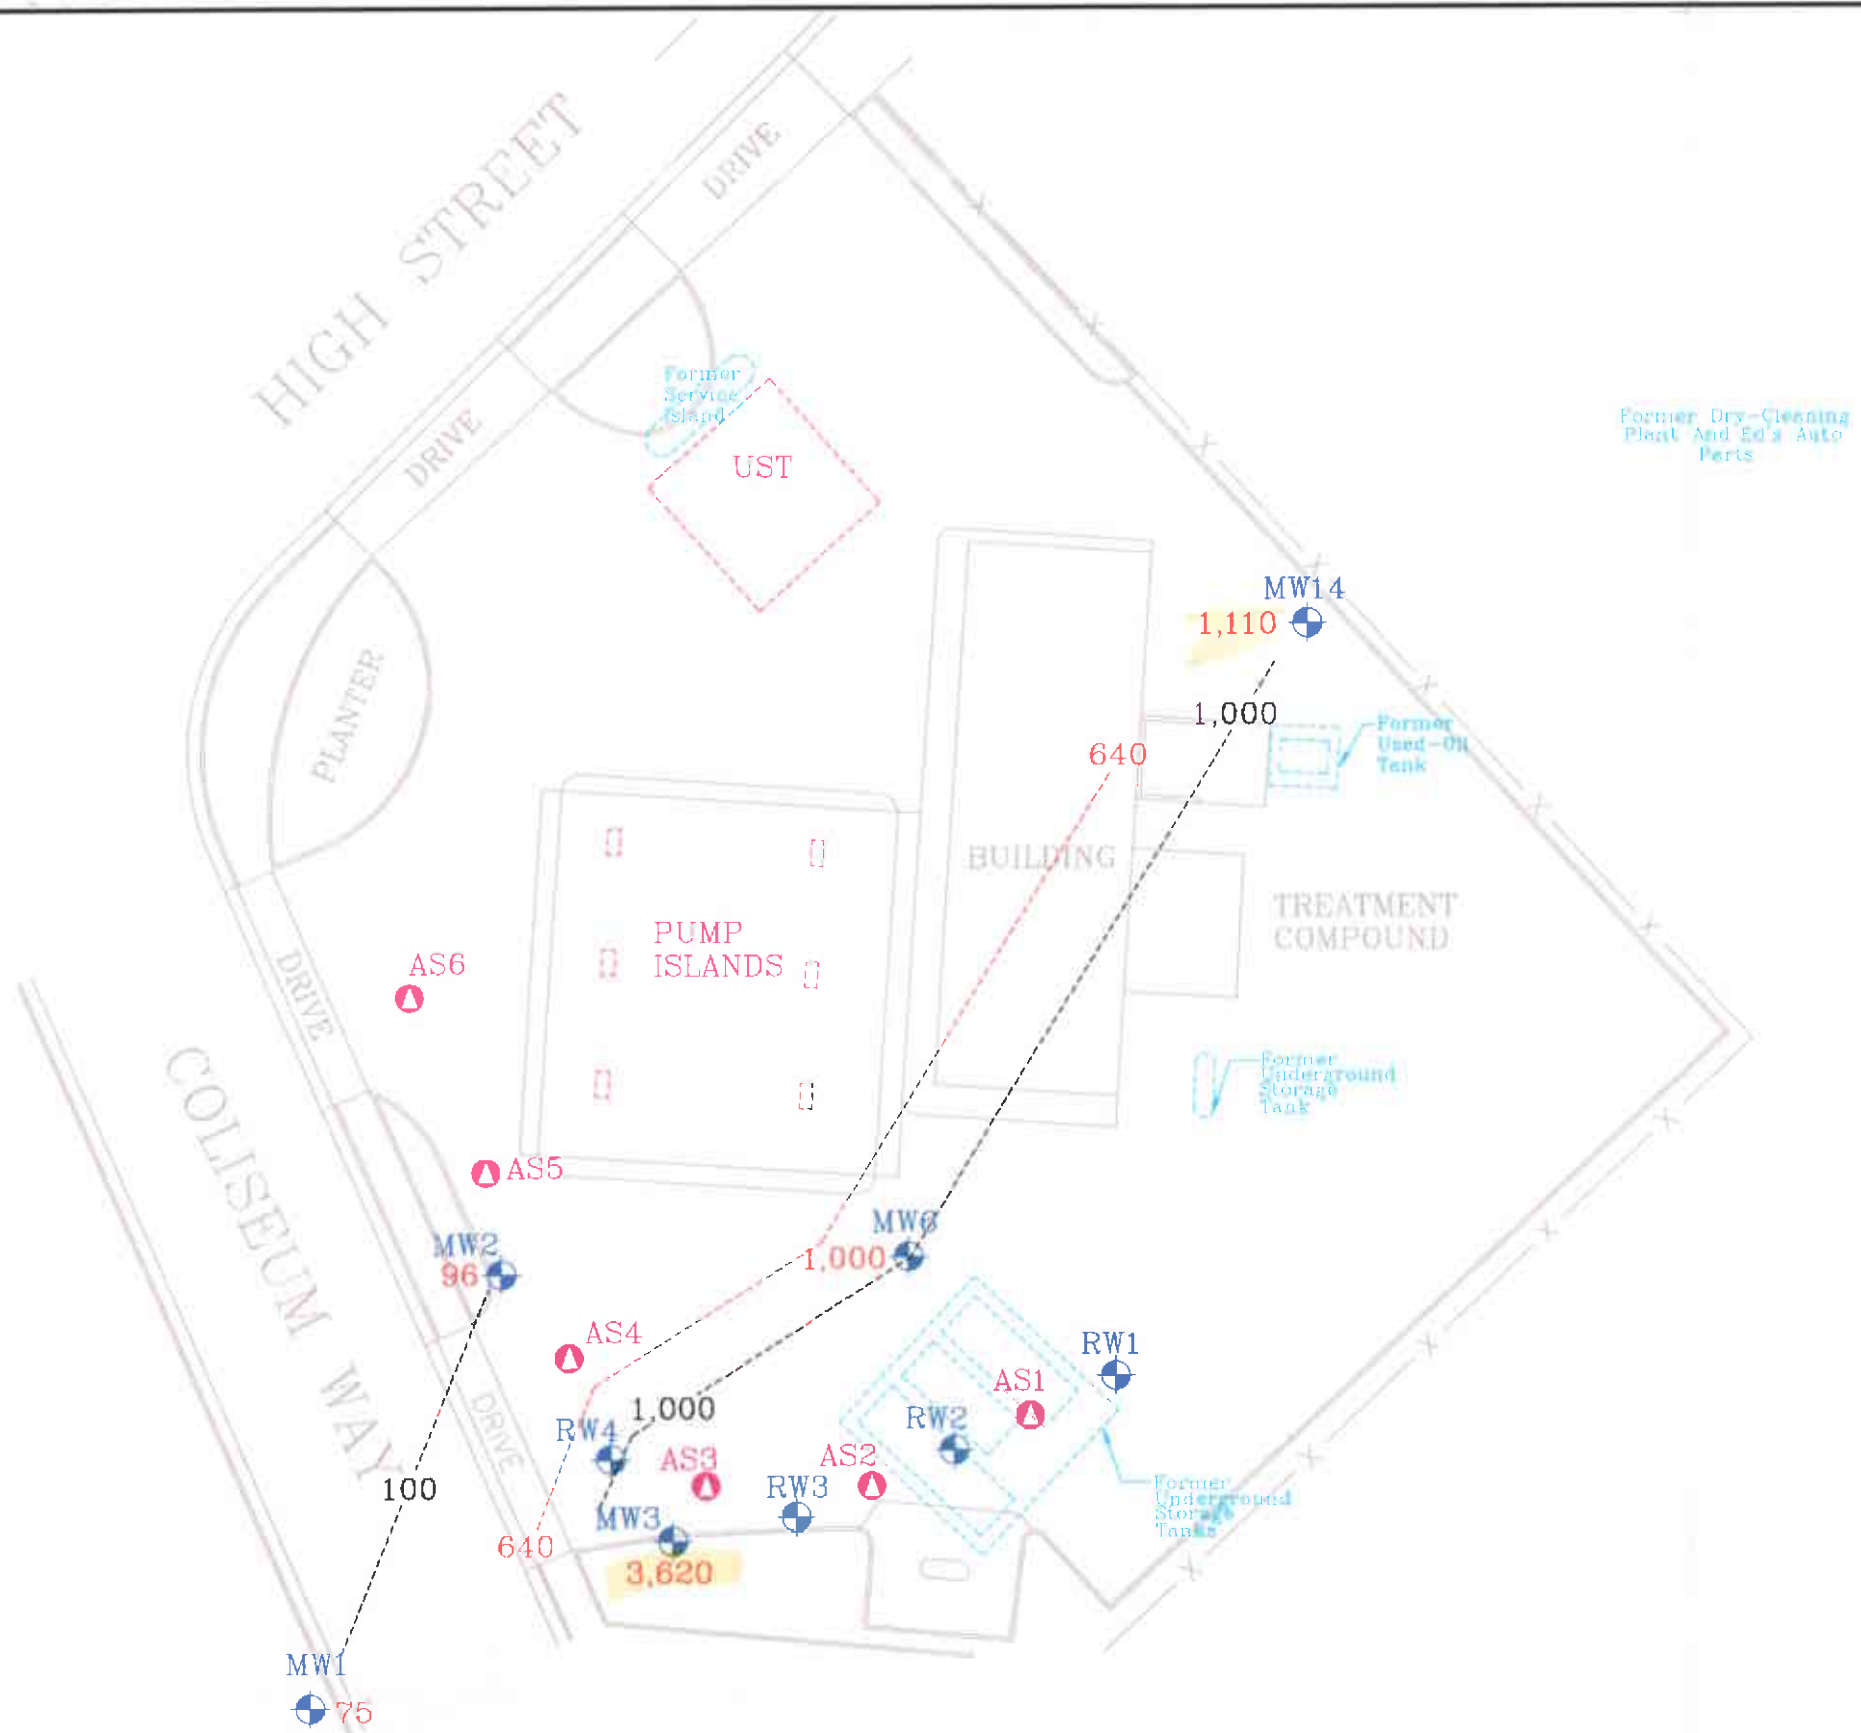 HIGH STREET
DRIVE
DRIVE
Former
Service
Island
UST
Former Dry-Cleaning
Plant And Ed's Auto
Parts
MW14
1,110
1,000
640
Former
Used-Oil
Tank
PLANTER
BUILDING
TREATMENT
COMPOUND
PUMP
ISLANDS
AS6
DRIVE
COLISEUM WAY
Former
Underground
Storage
Tank
AS5
MW2
96
MW6
1,000
AS4
RW1
AS1
1,000
RW4
RW2
AS3
AS2
RW3
DRIVE
100
MW3
640
3,620
Former
Underground
Storage
Tanks
MW1
75
X
X
X
X
X
X
X
X
X
X
X
X
X